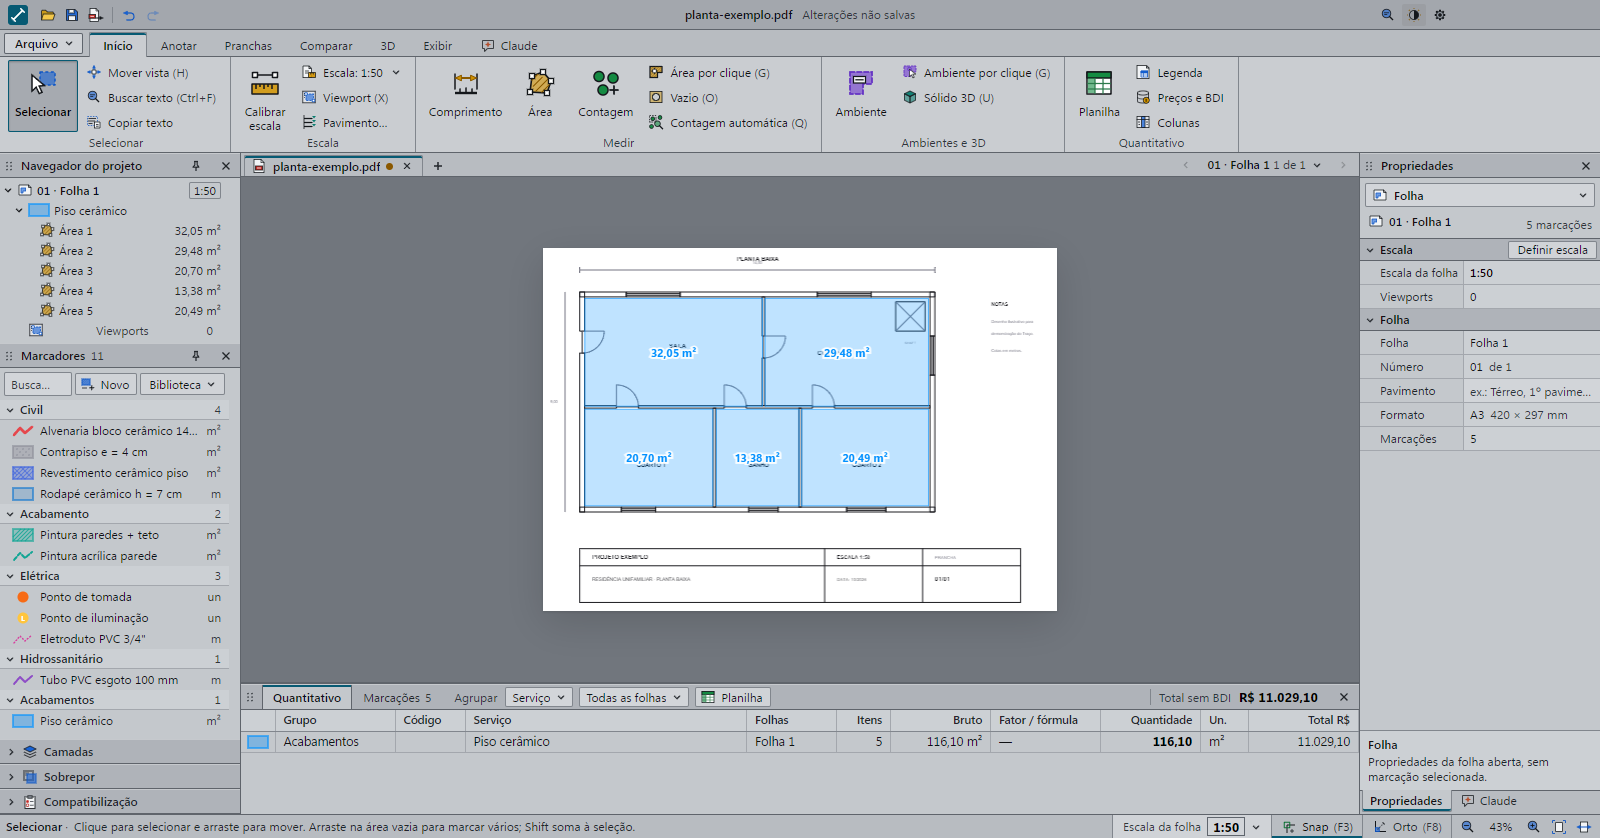 planta-exemplo.pdf Alterações não salvas
Arquivo Início Anotar Pranchas Comparar 3D Exibir Claude
Selecionar
Mover vista (H)
Buscar texto (Ctrl+F)
Copiar texto
Selecionar
Calibrar
escala
Escala: 1:50
Viewport (X)
Pavimento...
Escala
Comprimento
Área
Contagem
Área por clique (G)
Vazio (O)
Contagem automática (Q)
Medir
Ambiente
Ambiente por clique (G)
Sólido 3D (U)
Ambientes e 3D
Planilha
Legenda
Preços e BDI
Colunas
Quantitativo
Navegador do projeto
01 · Folha 1 1:50
Piso cerâmico
Área 1 32,05 m²
Área 2 29,48 m²
Área 3 20,70 m²
Área 4 13,38 m²
Área 5 20,49 m²
Viewports 0
Marcadores 11
Busca... Novo Biblioteca
Civil 4
Alvenaria bloco cerâmico 14... m²
Contrapiso e = 4 cm m²
Revestimento cerâmico piso m²
Rodapé cerâmico h = 7 cm m
Acabamento 2
Pintura paredes + teto m²
Pintura acrílica parede m²
Elétrica 3
Ponto de tomada un
L Ponto de iluminação un
Eletroduto PVC 3/4" m
Hidrossanitário 1
Tubo PVC esgoto 100 mm m
Acabamentos 1
Piso cerâmico m²
Camadas
Sobrepor
Compatibilização
planta-exemplo.pdf
01 · Folha 1 1 de 1
PLANTA BAIXA
NOTAS
32,05 m²
29,48 m²
20,70 m²
13,38 m²
20,49 m²
PROJETO EXEMPLO ESCALA 1:50 PRANCHA
RESIDÊNCIA UNIFAMILIAR - PLANTA BAIXA 01/01
Quantitativo Marcações 5 Agrupar Serviço Todas as folhas Planilha Total sem BDI R$ 11.029,10
Grupo Código Serviço Folhas Itens Bruto Fator / fórmula Quantidade Un. Total R$
Acabamentos Piso cerâmico Folha 1 5 116,10 m² — 116,10 m² 11.029,10
Propriedades
Folha
01 · Folha 1 5 marcações
Escala Definir escala
Escala da folha 1:50
Viewports 0
Folha
Folha Folha 1
Número 01 de 1
Pavimento ex.: Térreo, 1º pavime...
Formato A3 420 × 297 mm
Marcações 5
Folha
Propriedades da folha aberta, sem
marcação selecionada.
Propriedades Claude
Selecionar · Clique para selecionar e arraste para mover. Arraste na área vazia para marcar vários; Shift soma à seleção.
Escala da folha 1:50 Snap (F3) Orto (F8) 43%